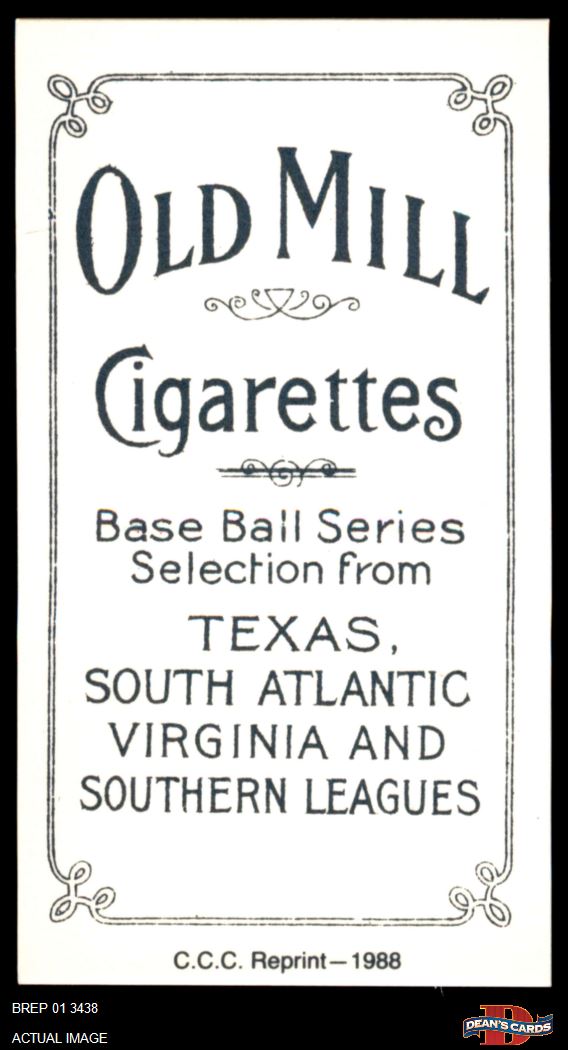 OLD MILL
Cigarettes
Base Ball Series
Selection from
TEXAS,
SOUTH ATLANTIC
VIRGINIA AND
SOUTHERN LEAGUES
C.C.C. Reprint—1988
BREP 01 3438
ACTUAL IMAGE
D
DEAN'S CARDS